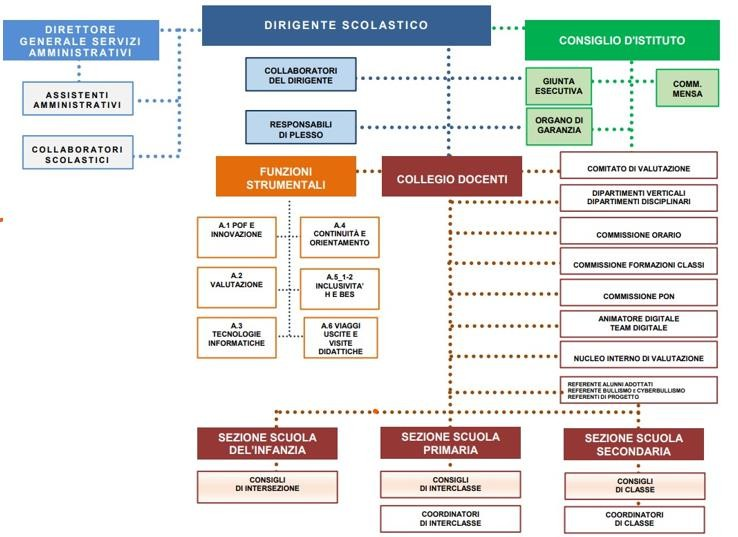 DIRETTORE
GENERALE SERVIZI
AMMINISTRATIVI
DIRIGENTE SCOLASTICO
CONSIGLIO D'ISTITUTO
ASSISTENTI
AMMINISTRATIVI
COLLABORATORI
SCOLASTICI
COLLABORATORI
DEL DIRIGENTE
RESPONSABILI
DI PLESSO
GIUNTA
ESECUTIVA
COMM.
MENSA
ORGANO DI
GARANZIA
FUNZIONI
STRUMENTALI
COLLEGIO DOCENTI
COMITATO DI VALUTAZIONE
DIPARTIMENTI VERTICALI
DIPARTIMENTI DISCIPLINARI
COMMISSIONE ORARIO
COMMISSIONE FORMAZIONI CLASSI
COMMISSIONE PON
ANIMATORE DIGITALE
TEAM DIGITALE
NUCLEO INTERNO DI VALUTAZIONE
REFERENTE ALUNNI ADOTTATI
REFERENTE BULLISMO E CYBERBULLISMO
REFERENTI DI PROGETTO
A.1 POF E
INNOVAZIONE
A.4
CONTINUITÀ E
ORIENTAMENTO
A.2
VALUTAZIONE
A.5_1-2
INCLUSIVITA'
H E BES
A.3
TECNOLOGIE
INFORMATICHE
A.6 VIAGGI
USCITE E
VISITE
DIDATTICHE
SEZIONE SCUOLA
DEL'INFANZIA
CONSIGLI
DI INTERSEZIONE
SEZIONE SCUOLA
PRIMARIA
CONSIGLI
DI INTERCLASSE
COORDINATORI
DI INTERCLASSE
SEZIONE SCUOLA
SECONDARIA
CONSIGLI
DI CLASSE
COORDINATORI
DI CLASSE